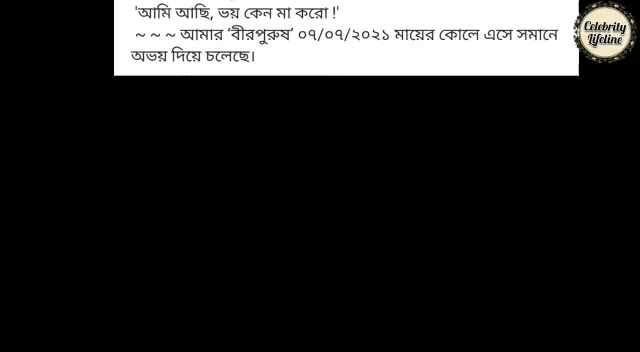 'আমি আছি, ভয় কেন মা করো !'
~ ~ ~ আমার 'বীরপুরুষ' ০৭/০৭/২০২১ মায়ের কোলে এসে সমানে
অভয় দিয়ে চলেছে।
Celebrity
Lifeline